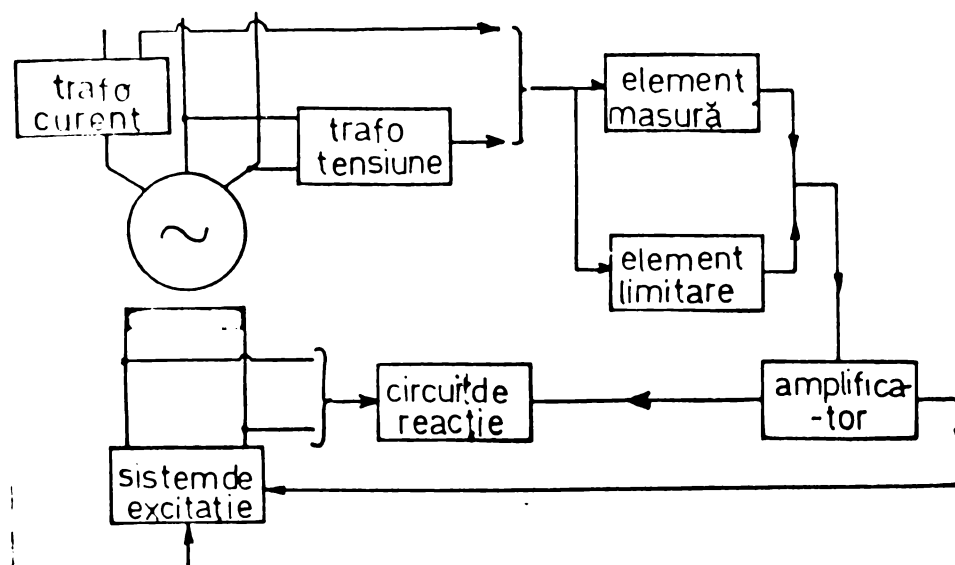 trafo
curent
trafo
tensiune
element
masură
element
limitare
circuit de
reacție
amplifica-
-tor
sistem de
excitație